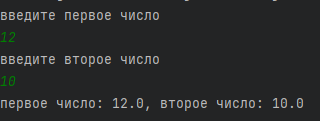 введите первое число
12
введите второе число
10
первое число: 12.0, второе число: 10.0